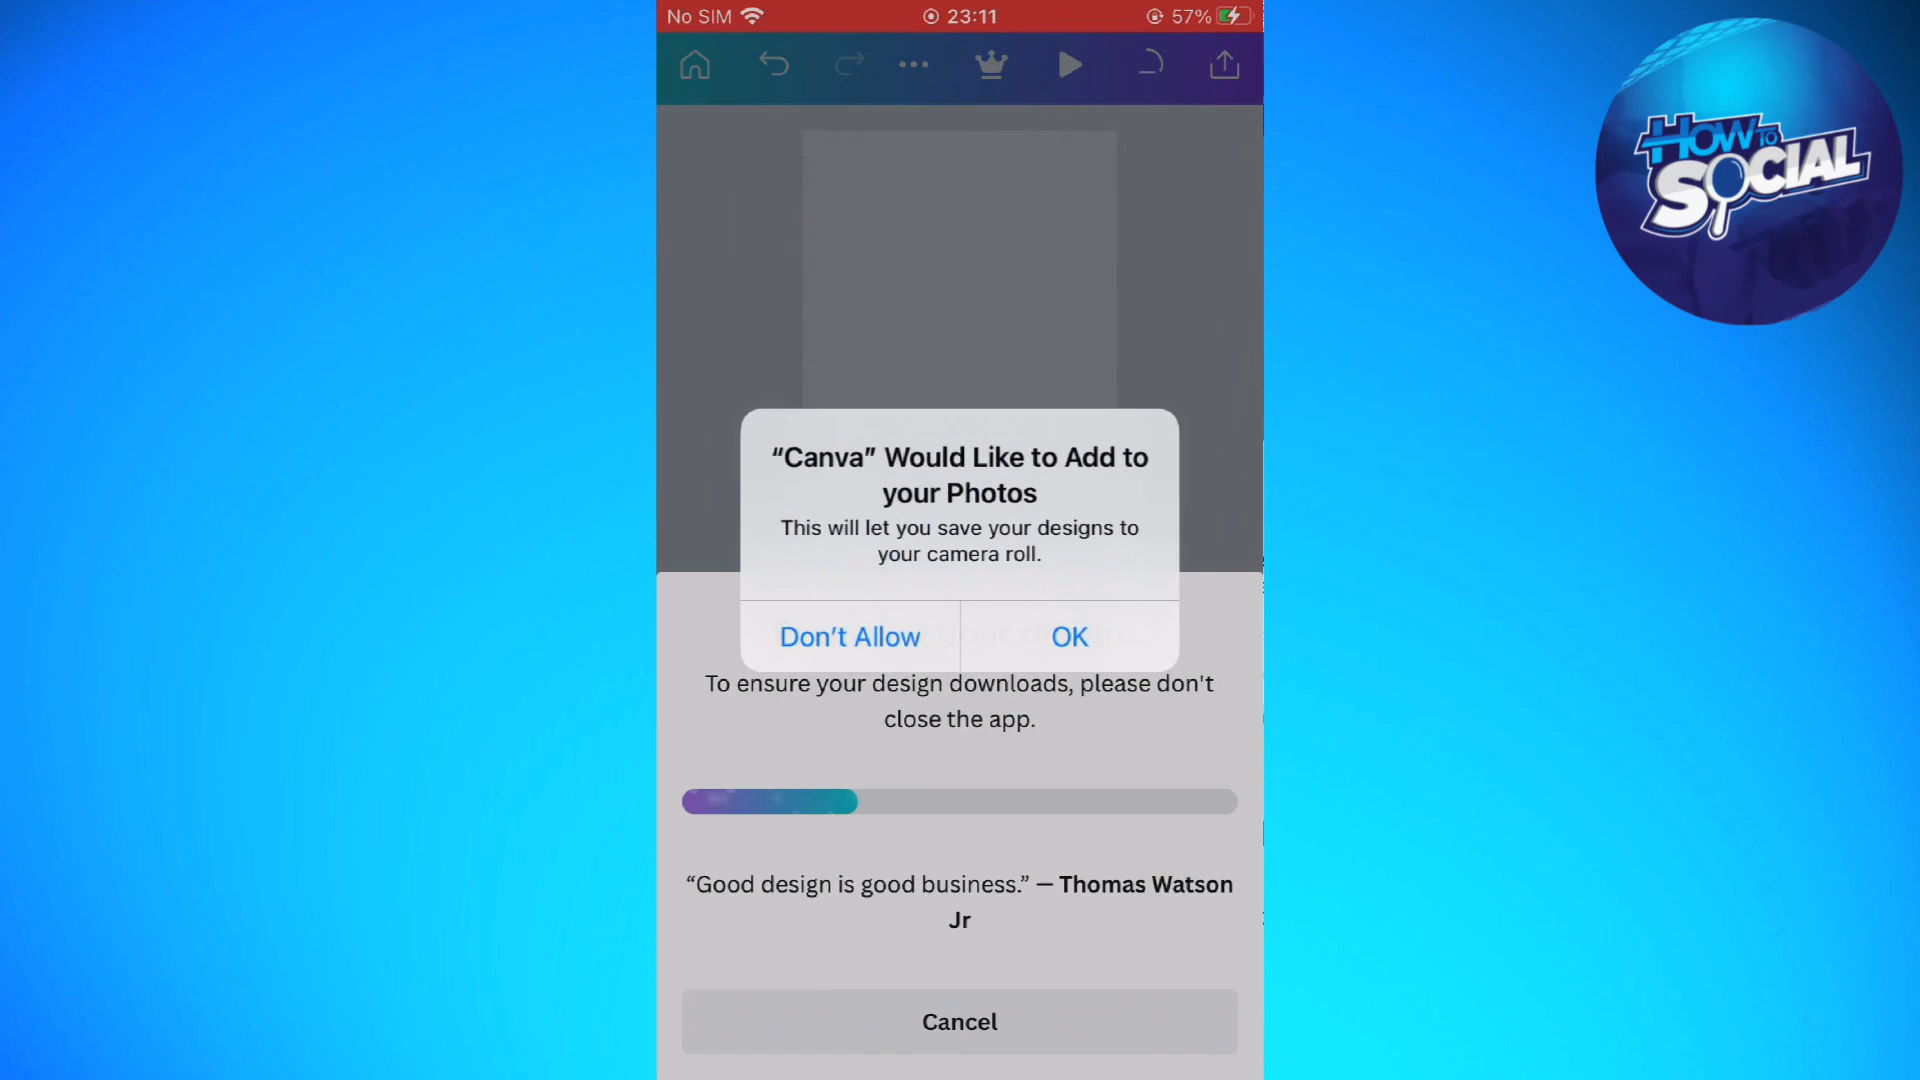 No SIM 23:11 57%
HOW TO
SOCIAL
“Canva” Would Like to Add to
your Photos
This will let you save your designs to
your camera roll.
Don’t Allow OK
To ensure your design downloads, please don't
close the app.
“Good design is good business.” — Thomas Watson
Jr
Cancel